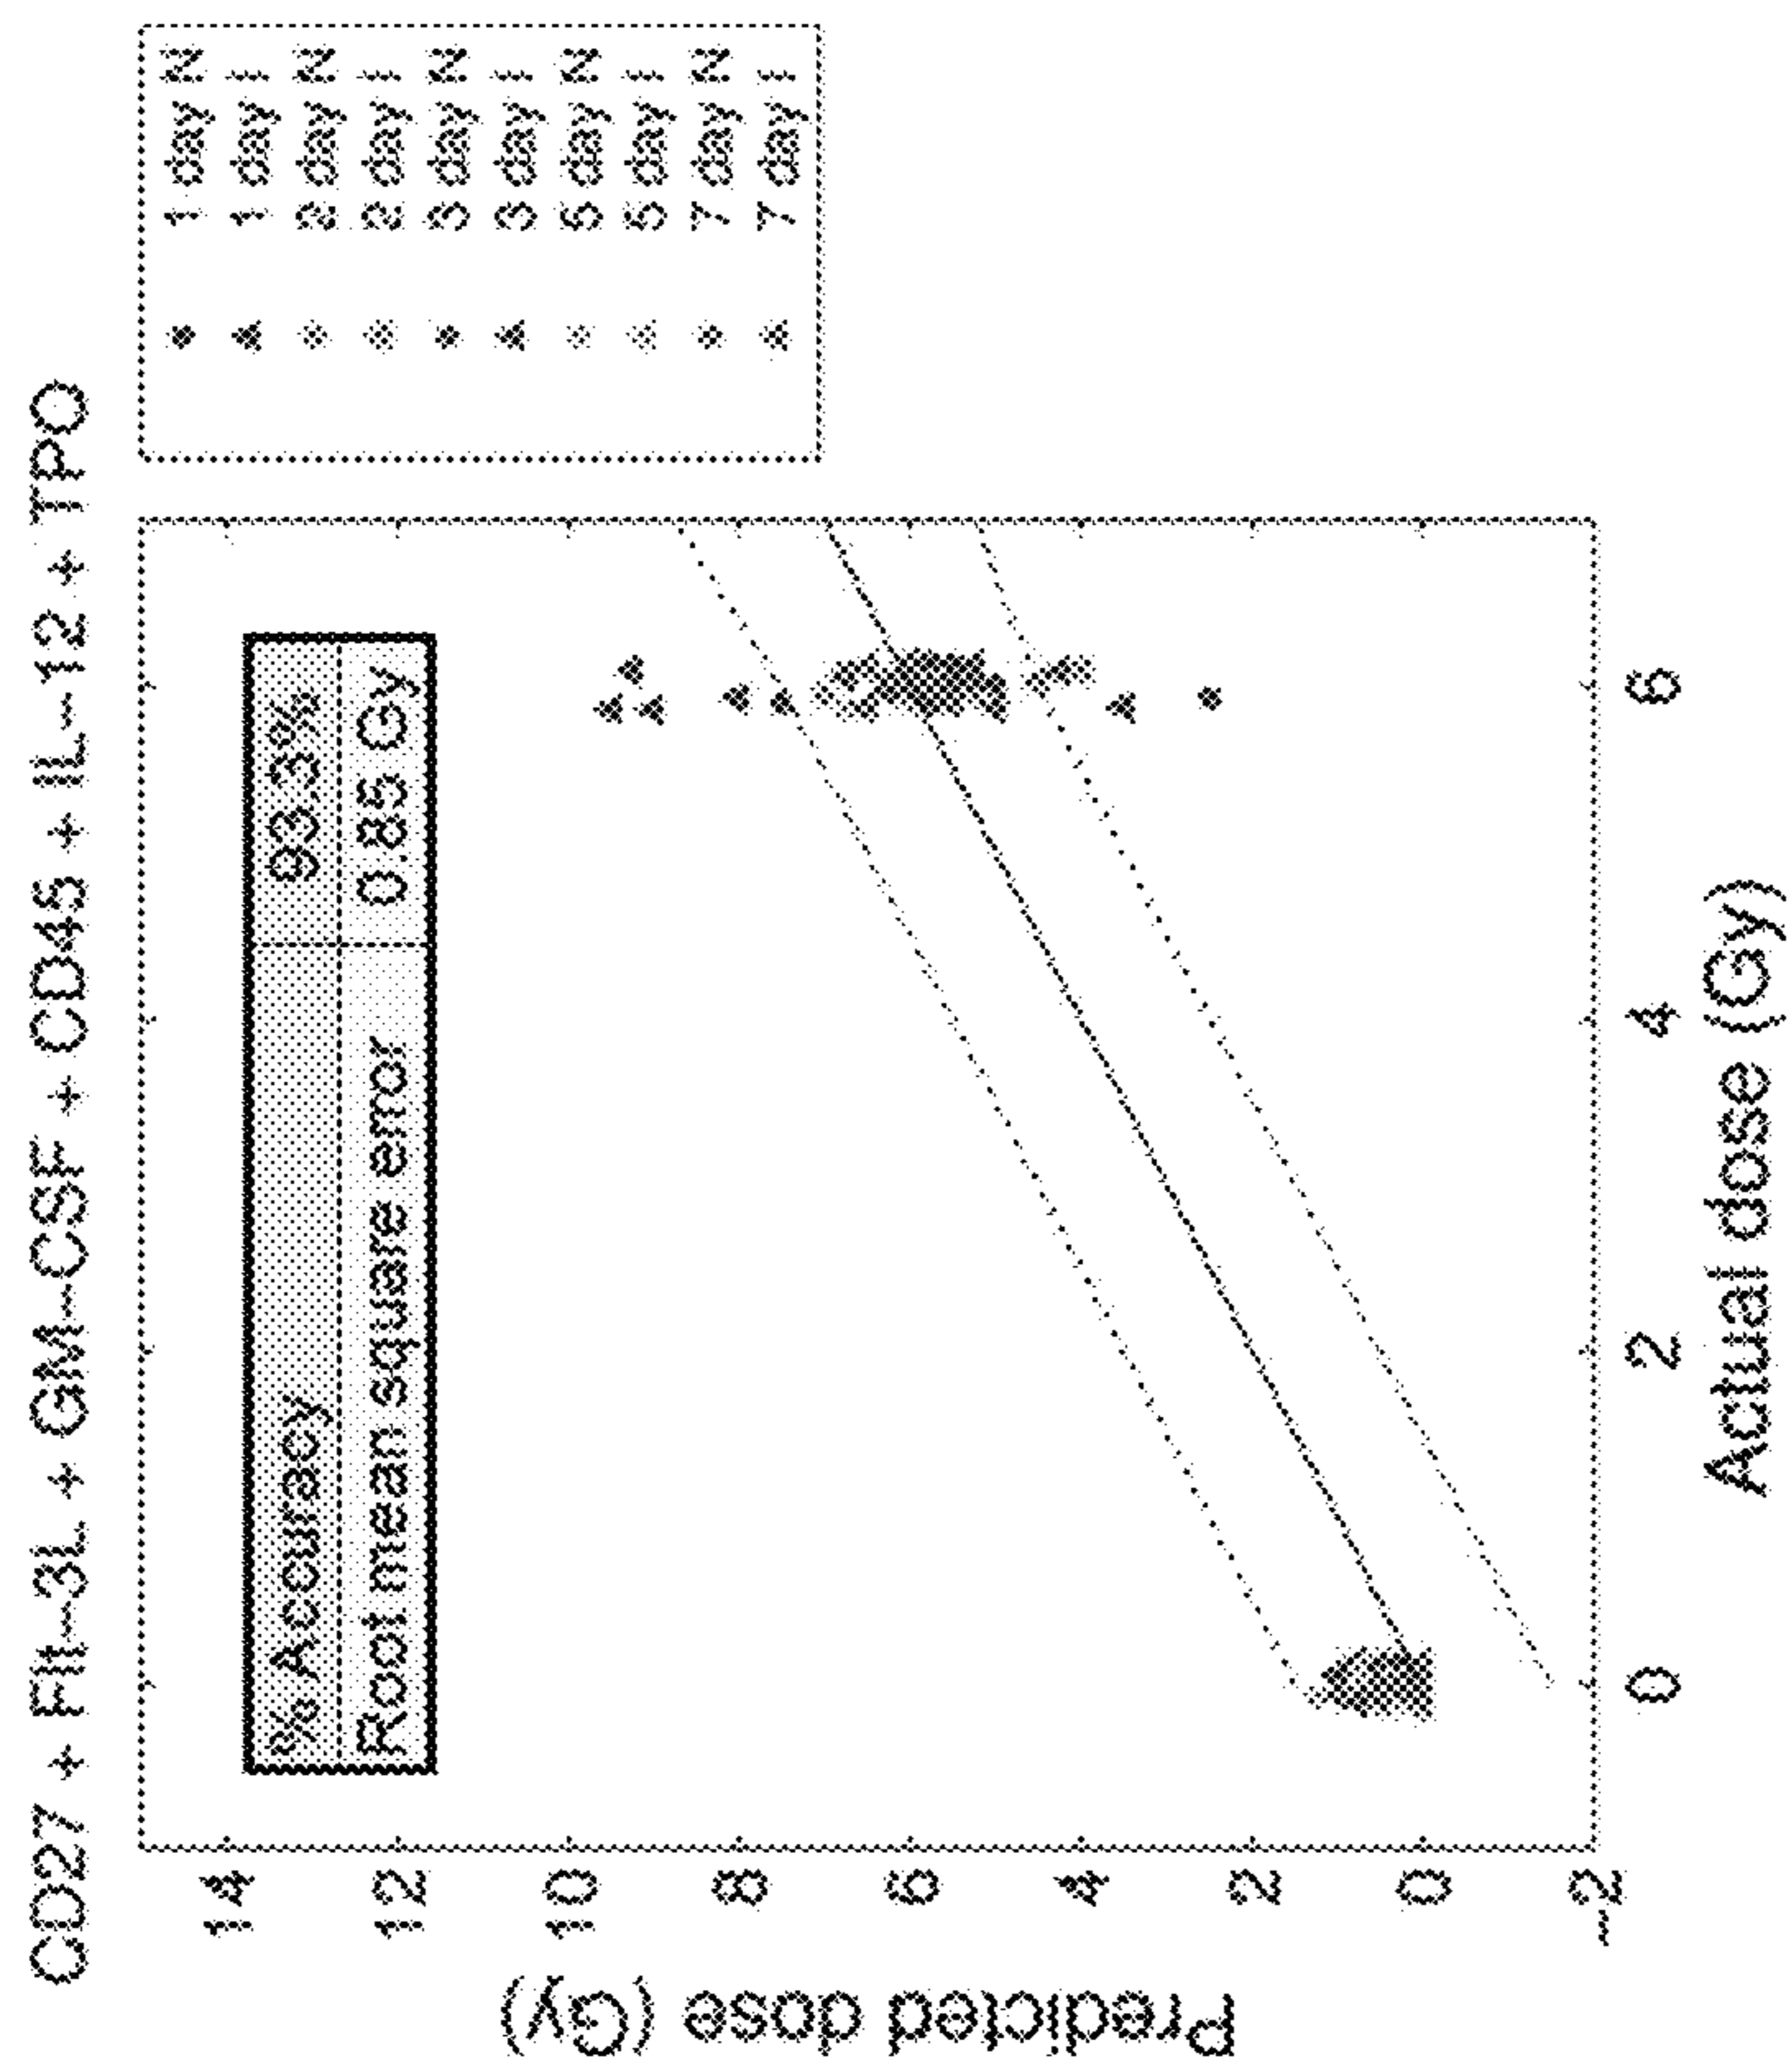 CD27 + Flt-3L + GM-CSF + CD45 + IL-12 + TPO
% Accuracy 93.3%
Root mean square error 0.85 Gy
1 day N
1 day I
2 day N
2 day I
3 day N
3 day I
5 day N
5 day I
7 day N
7 day I
Predicted dose (Gy)
14
12
10
8
6
4
2
0
-2
0 2 4 6
Actual dose (Gy)